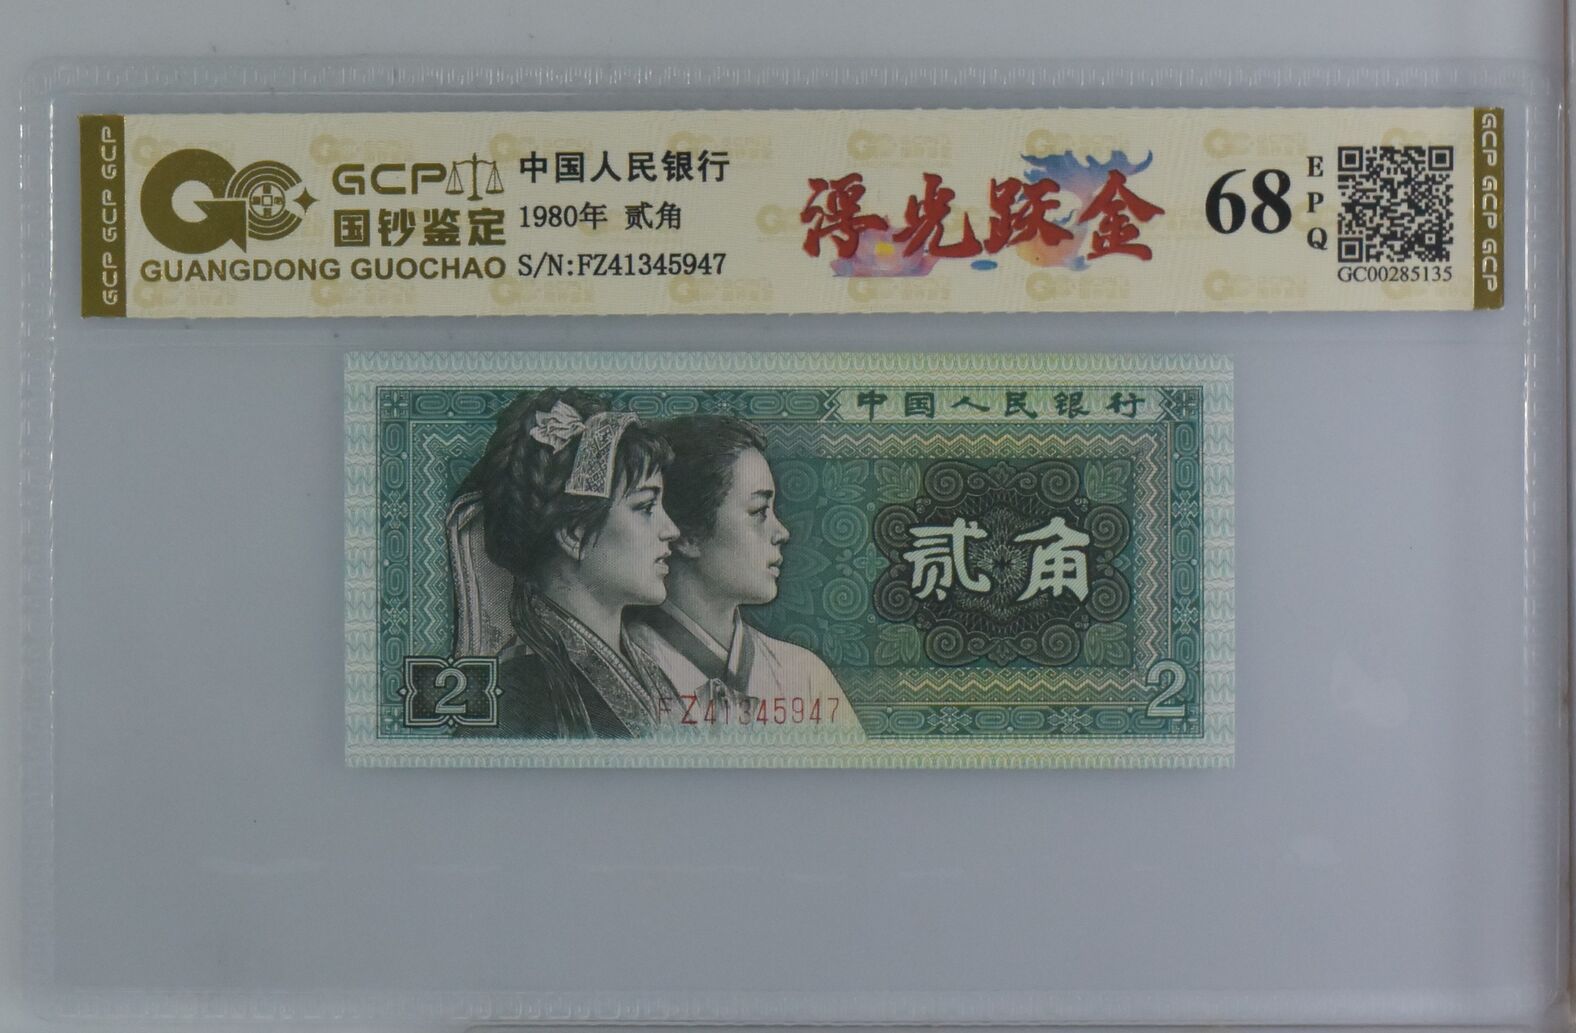 GCP GCP GCP
GCP
国钞鉴定
GUANGDONG GUOCHAO
中国人民银行
1980年 贰角
S/N:FZ41345947
浮光跃金
68
EPQ
GC00285135
GCP GCP GCP
中国人民银行
贰角
2
FZ41345947
2